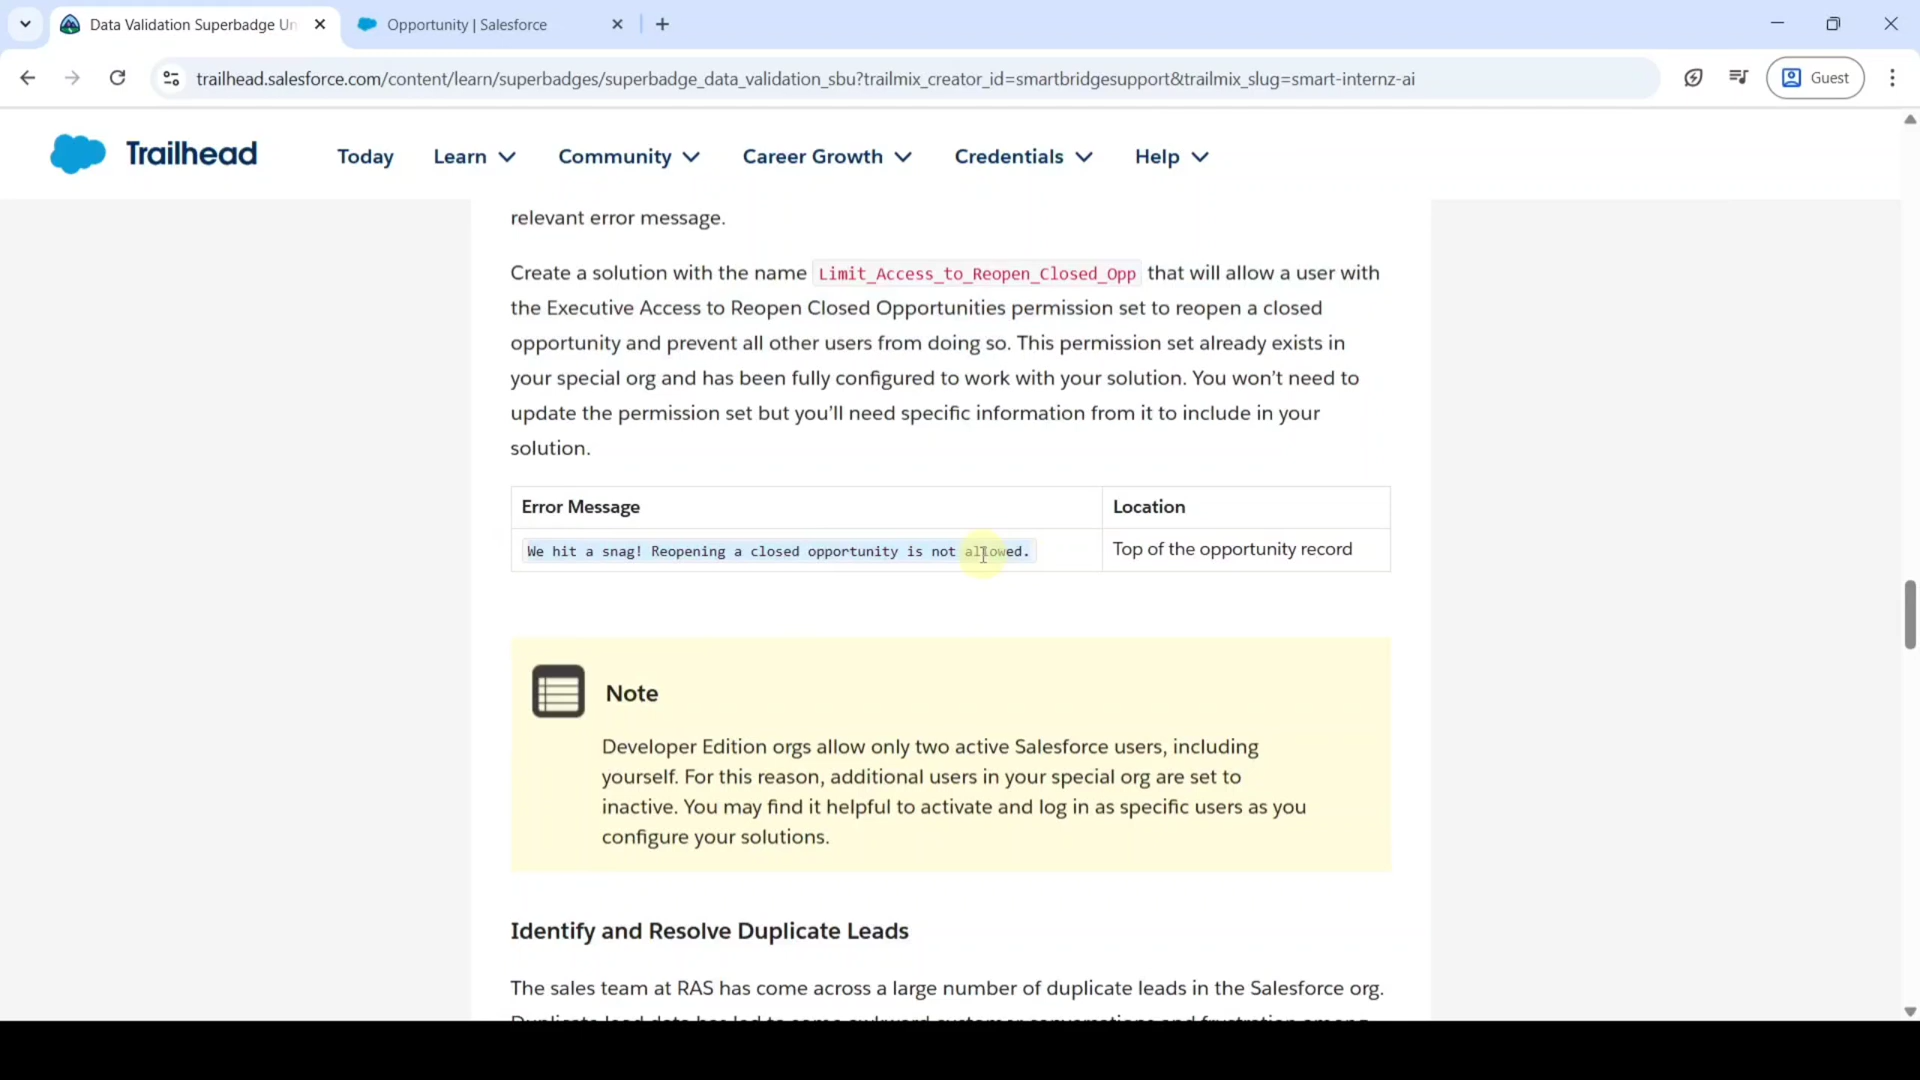 Data Validation Superbadge Un
Opportunity | Salesforce
trailhead.salesforce.com/content/learn/superbadges/superbadge_data_validation_sbu?trailmix_creator_id=smartbridgesupport&trailmix_slug=smart-internz-ai
Guest
Trailhead
Today
Learn
Community
Career Growth
Credentials
Help
relevant error message.
Create a solution with the name Limit_Access_to_Reopen_Closed_Opp that will allow a user with
the Executive Access to Reopen Closed Opportunities permission set to reopen a closed
opportunity and prevent all other users from doing so. This permission set already exists in
your special org and has been fully configured to work with your solution. You won’t need to
update the permission set but you’ll need specific information from it to include in your
solution.
Error Message
Location
We hit a snag! Reopening a closed opportunity is not allowed.
Top of the opportunity record
Note
Developer Edition orgs allow only two active Salesforce users, including
yourself. For this reason, additional users in your special org are set to
inactive. You may find it helpful to activate and log in as specific users as you
configure your solutions.
Identify and Resolve Duplicate Leads
The sales team at RAS has come across a large number of duplicate leads in the Salesforce org.